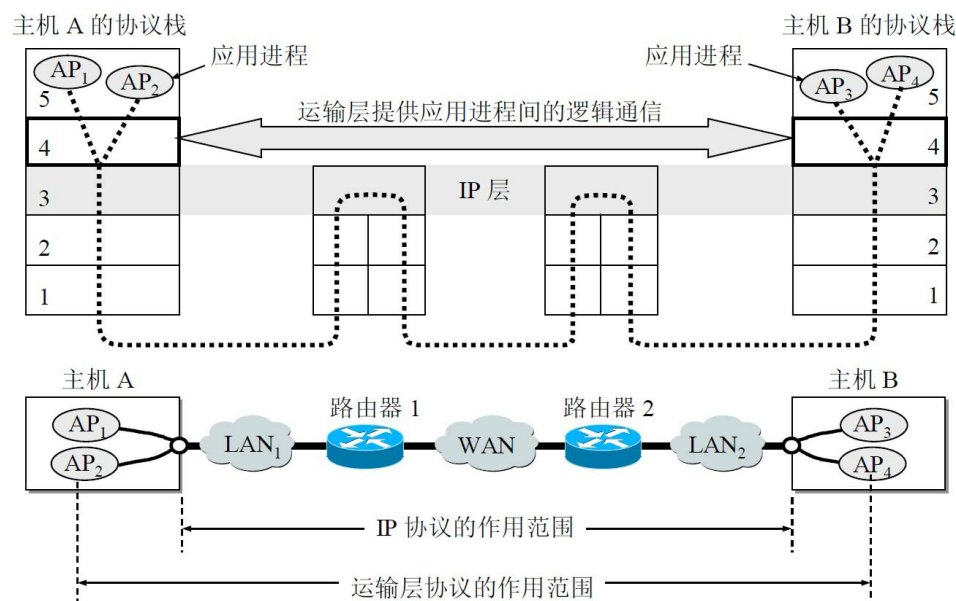 主机 A 的协议栈
主机 B 的协议栈
应用进程
应用进程
AP1
AP2
AP3
AP4
5
5
运输层提供应用进程间的逻辑通信
4
4
3
IP 层
3
2
2
1
1
主机 A
主机 B
路由器 1
路由器 2
AP1
AP2
LAN1
WAN
LAN2
AP3
AP4
IP 协议的作用范围
运输层协议的作用范围